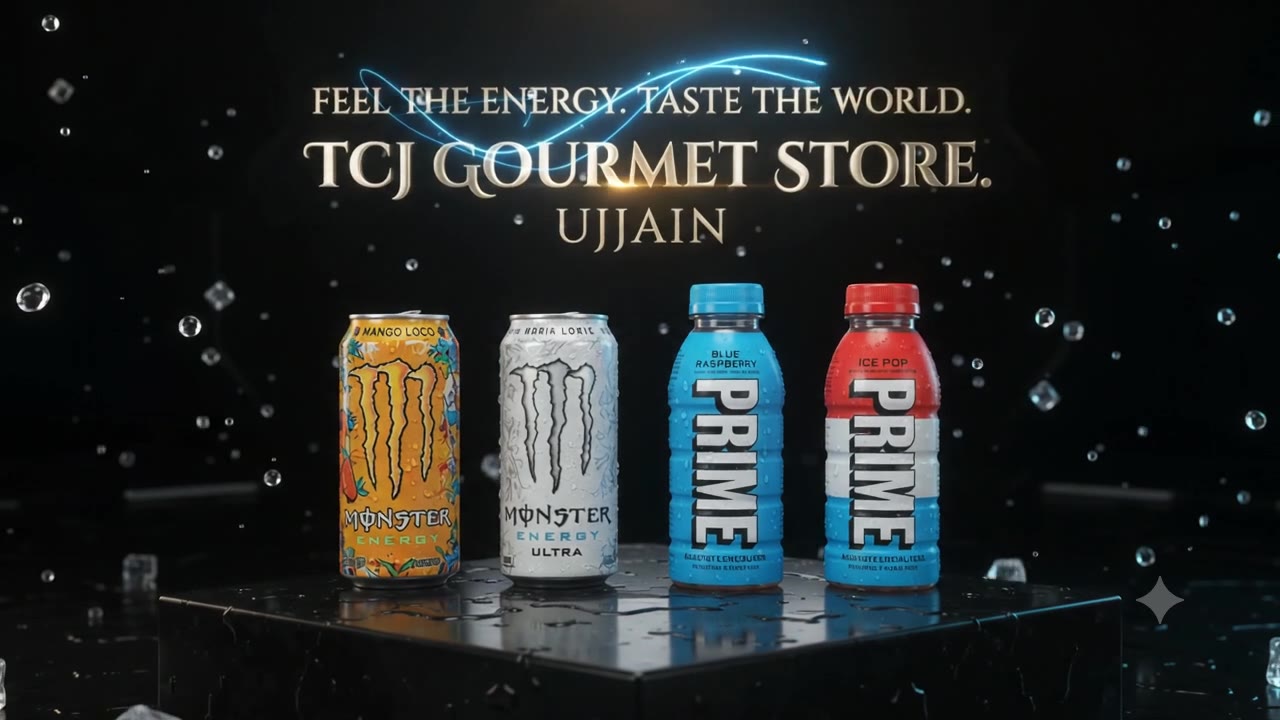 FEEL THE ENERGY. TASTE THE WORLD.
TCJ GOURMET STORE.
UJJAIN
MANGO LOCO
MONSTER
ENERGY
MONSTER
ENERGY
ULTRA
BLUE
RASPBERRY
PRIME
ICE POP
PRIME